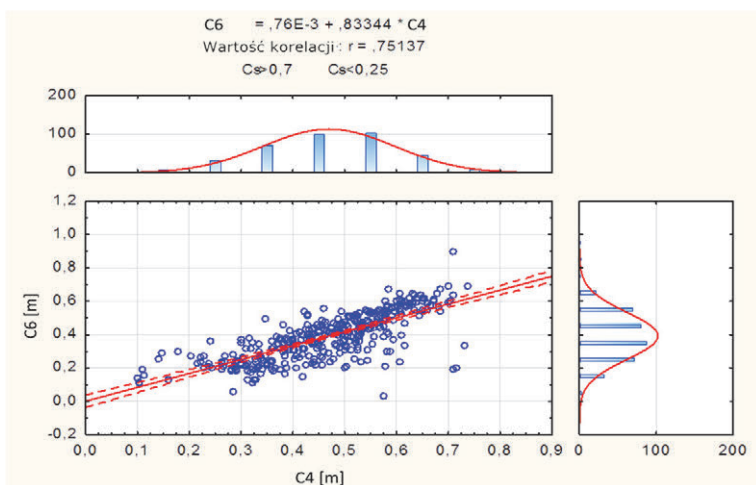 C6 = ,76E-3 + ,83344 * C4
Wartość korelacji : r = ,75137
Cs>0,7 Cs<0,25
200
100
0
1,2
1,0
0,8
0,6
0,4
0,2
0,0
-0,2
C6 [m]
0,0 0,1 0,2 0,3 0,4 0,5 0,6 0,7 0,8 0,9
C4 [m]
0 100 200